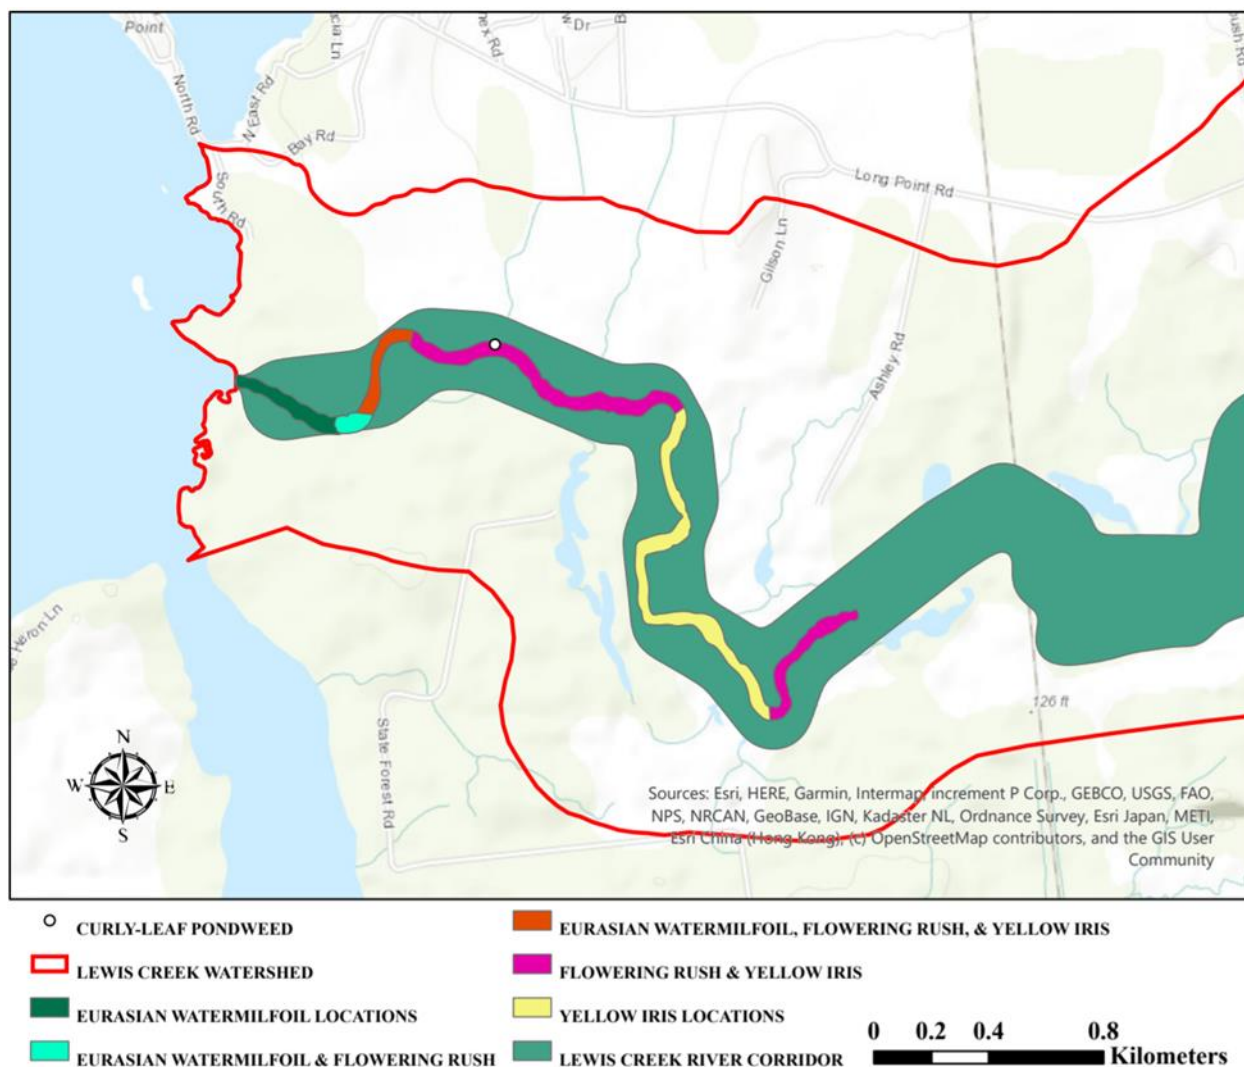 Point
North Rd
N East Rd
Bay Rd
South Rd
Long Point Rd
Gilson Ln
Ashley Rd
Heron Ln
State Forest Rd
126 ft
N
W E
S
Sources: Esri, HERE, Garmin, Intermap, increment P Corp., GEBCO, USGS, FAO,
NPS, NRCAN, GeoBase, IGN, Kadaster NL, Ordnance Survey, Esri Japan, METI,
Esri China (Hong Kong), (c) OpenStreetMap contributors, and the GIS User
Community
CURLY-LEAF PONDWEED
LEWIS CREEK WATERSHED
EURASIAN WATERMILFOIL LOCATIONS
EURASIAN WATERMILFOIL & FLOWERING RUSH
EURASIAN WATERMILFOIL, FLOWERING RUSH, & YELLOW IRIS
FLOWERING RUSH & YELLOW IRIS
YELLOW IRIS LOCATIONS
LEWIS CREEK RIVER CORRIDOR
0 0.2 0.4 0.8
Kilometers